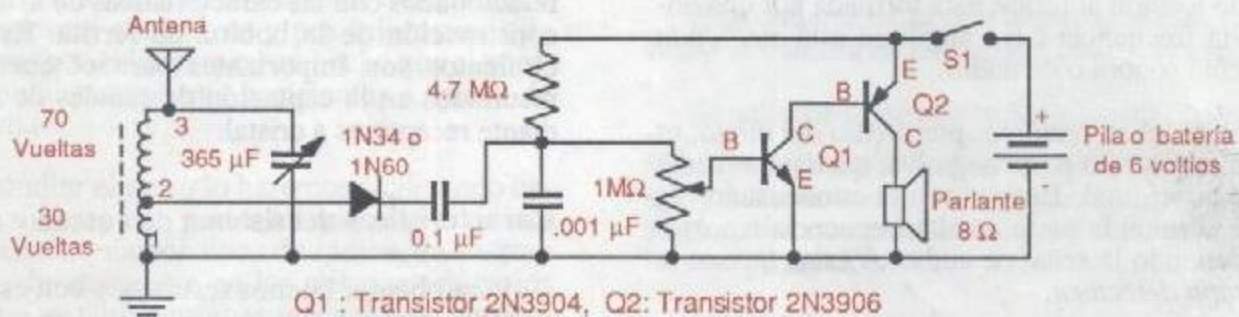 Antena
70
Vueltas
30
Vueltas
3
2
365 µF
1N34 o
1N60
0.1 µF
4.7 MΩ
.001 µF
1MΩ
B
C
E
Q1
B
E
C
Q2
S1
+
-
Pila o batería
de 6 voltios
Parlante
8 Ω
Q1 : Transistor 2N3904, Q2: Transistor 2N3906